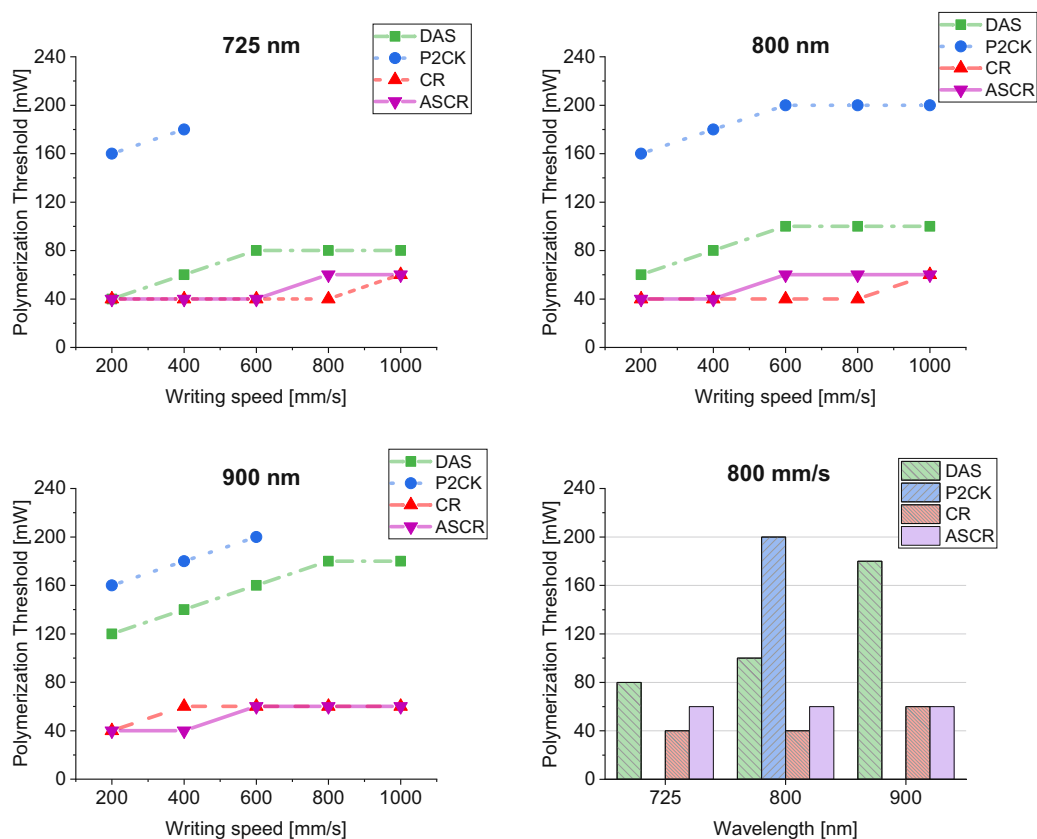 725 nm
DAS
P2CK
CR
ASCR
Polymerization Threshold [mW]
240
200
160
120
80
40
0
200 400 600 800 1000
Writing speed [mm/s]
800 nm
DAS
P2CK
CR
ASCR
Polymerization Threshold [mW]
240
200
160
120
80
40
0
200 400 600 800 1000
Writing speed [mm/s]
900 nm
DAS
P2CK
CR
ASCR
Polymerization Threshold [mW]
240
200
160
120
80
40
0
200 400 600 800 1000
Writing speed [mm/s]
800 mm/s
DAS
P2CK
CR
ASCR
Polymerization Threshold [mW]
240
200
160
120
80
40
0
725 800 900
Wavelength [nm]